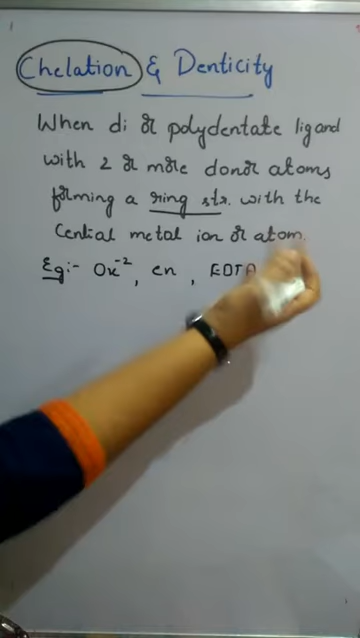 Chelation & Denticity
When di or polydentate ligand
with 2 or more donor atoms
forming a ring str. with the
Central metal ion or atom.
Eg:- Ox⁻², en, EDTA